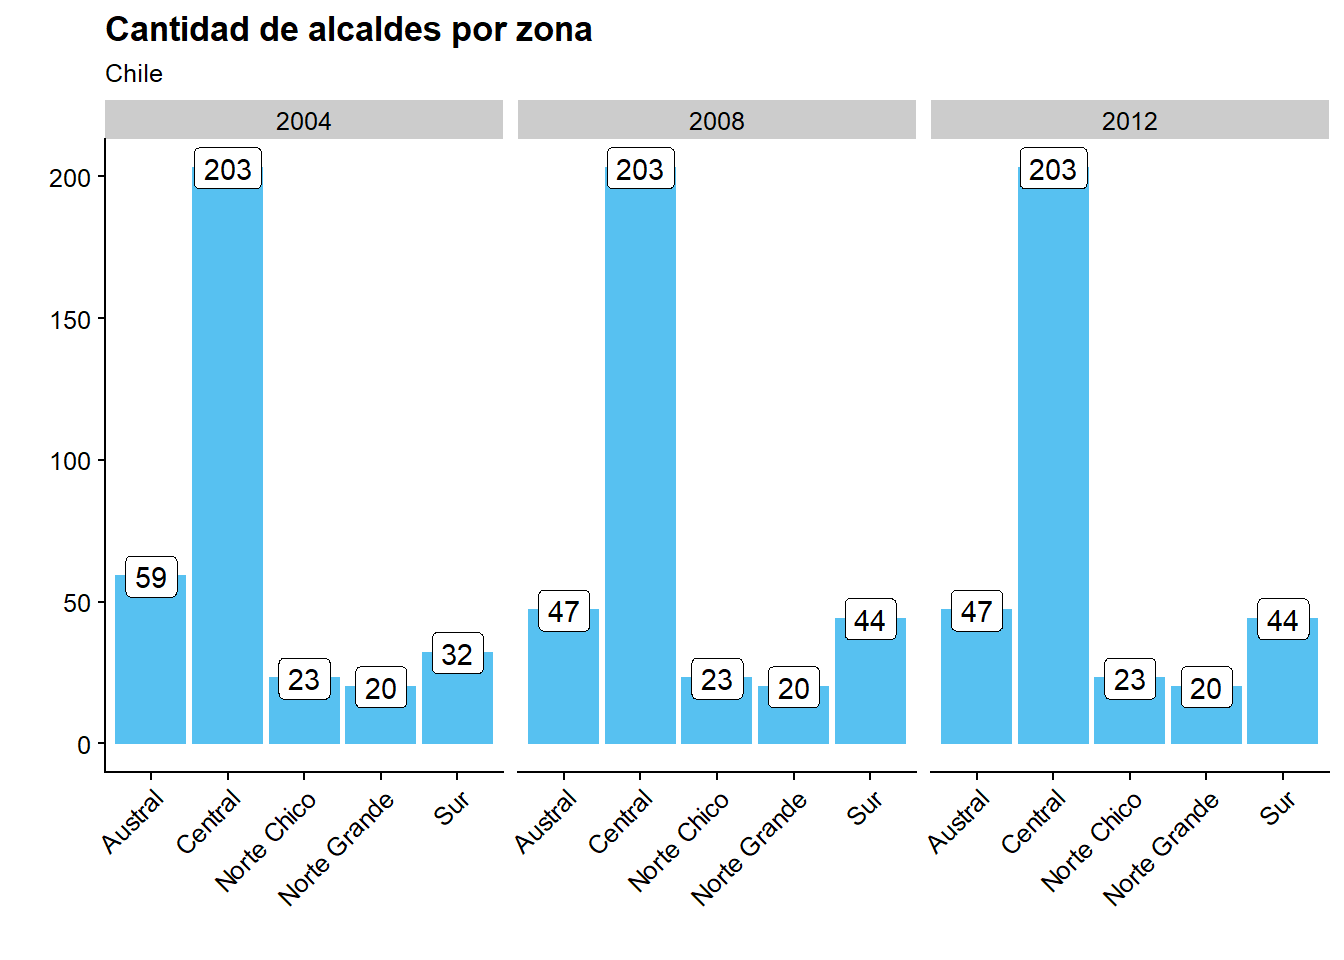 Cantidad de alcaldes por zona
Chile
2004 2008 2012
200
150
100
50
0
59 203 23 20 32
47 203 23 20 44
47 203 23 20 44
Austral Central Norte Chico Norte Grande Sur
Austral Central Norte Chico Norte Grande Sur
Austral Central Norte Chico Norte Grande Sur